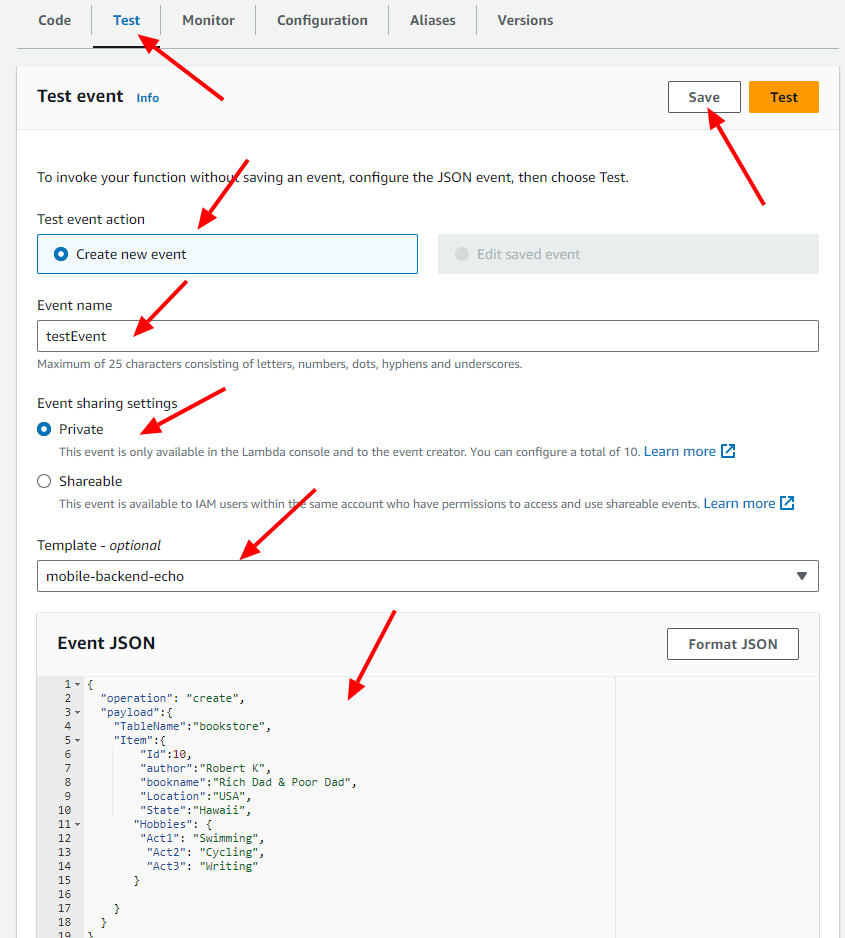 Code Test Monitor Configuration Aliases Versions
Test event Info Save Test
To invoke your function without saving an event, configure the JSON event, then choose Test.
Test event action
Create new event Edit saved event
Event name
testEvent
Maximum of 25 characters consisting of letters, numbers, dots, hyphens and underscores.
Event sharing settings
Private
This event is only available in the Lambda console and to the event creator. You can configure a total of 10. Learn more
Shareable
This event is available to IAM users within the same account who have permissions to access and use shareable events. Learn more
Template - optional
mobile-backend-echo
Event JSON Format JSON
1 {
2 "operation": "create",
3 "payload":{
4 "TableName":"bookstore",
5 "Item":{
6 "Id":10,
7 "author":"Robert K",
8 "bookname":"Rich Dad & Poor Dad",
9 "Location":"USA",
10 "State":"Hawaii",
11 "Hobbies": {
12 "Act1": "Swimming",
13 "Act2": "Cycling",
14 "Act3": "Writing"
15 }
16
17 }
18 }
19 }